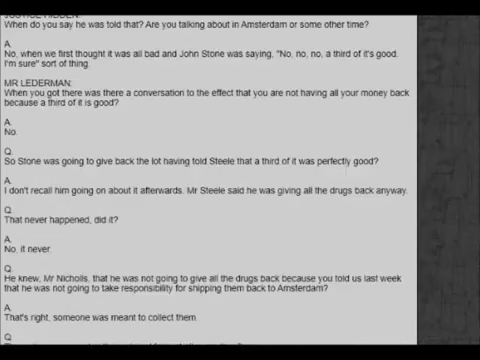 JUSTICE HIDDEN:
When do you say he was told that? Are you talking about in Amsterdam or some other time?
A.
No, when we first thought it was all bad and John Stone was saying, "No, no, no, a third of it's good.
I'm sure" sort of thing.
MR LEDERMAN:
When you got there was there a conversation to the effect that you are not having all your money back
because a third of it is good?
A.
No.
Q.
So Stone was going to give back the lot having told Steele that a third of it was perfectly good?
A.
I don't recall him going on about it afterwards. Mr Steele said he was giving all the drugs back anyway.
Q.
That never happened, did it?
A.
No, it never.
Q.
He knew, Mr Nicholls, that he was not going to give all the drugs back because you told us last week
that he was not going to take responsibility for shipping them back to Amsterdam?
A.
That's right, someone was meant to collect them.
Q.